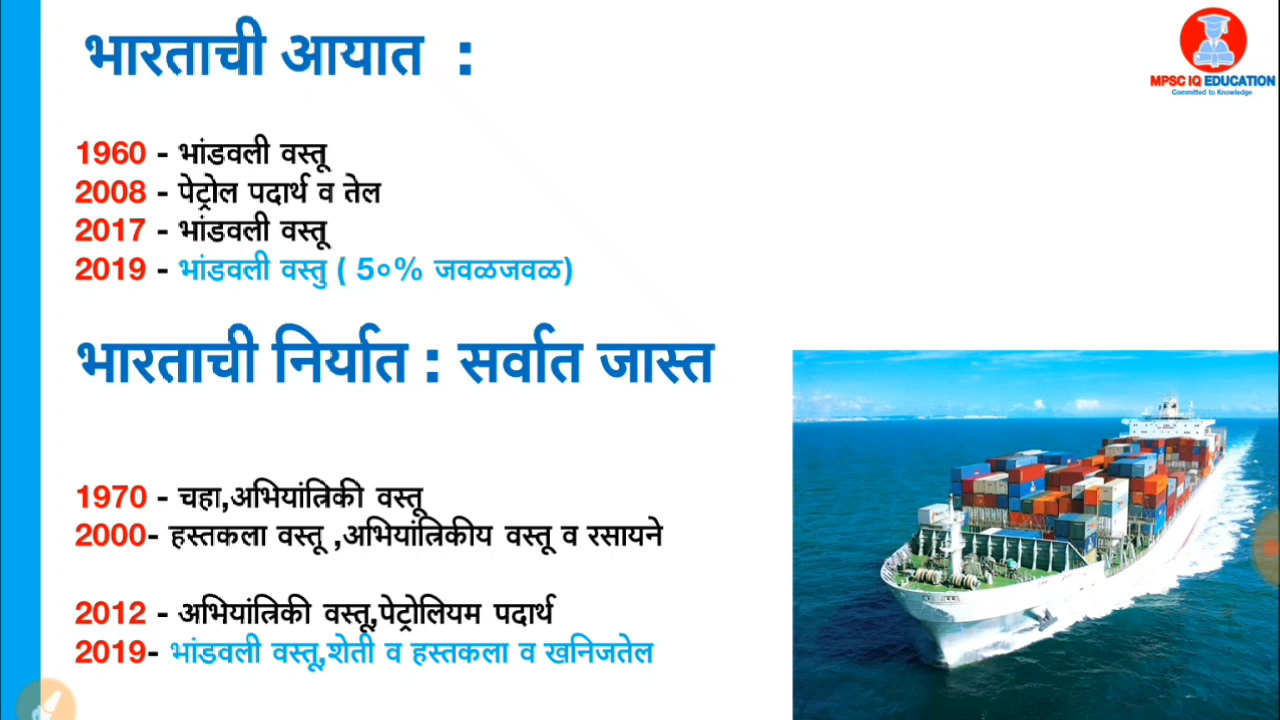 भारताची आयात :
MPSC IQ EDUCATION
Committed to Knowledge
1960 - भांडवली वस्तू
2008 - पेट्रोल पदार्थ व तेल
2017 - भांडवली वस्तू
2019 - भांडवली वस्तु ( 5०% जवळजवळ)
भारताची निर्यात : सर्वात जास्त
1970 - चहा,अभियांत्रिकी वस्तू
2000- हस्तकला वस्तू ,अभियांत्रिकीय वस्तू व रसायने
2012 - अभियांत्रिकी वस्तू,पेट्रोलियम पदार्थ
2019- भांडवली वस्तू,शेती व हस्तकला व खनिजतेल